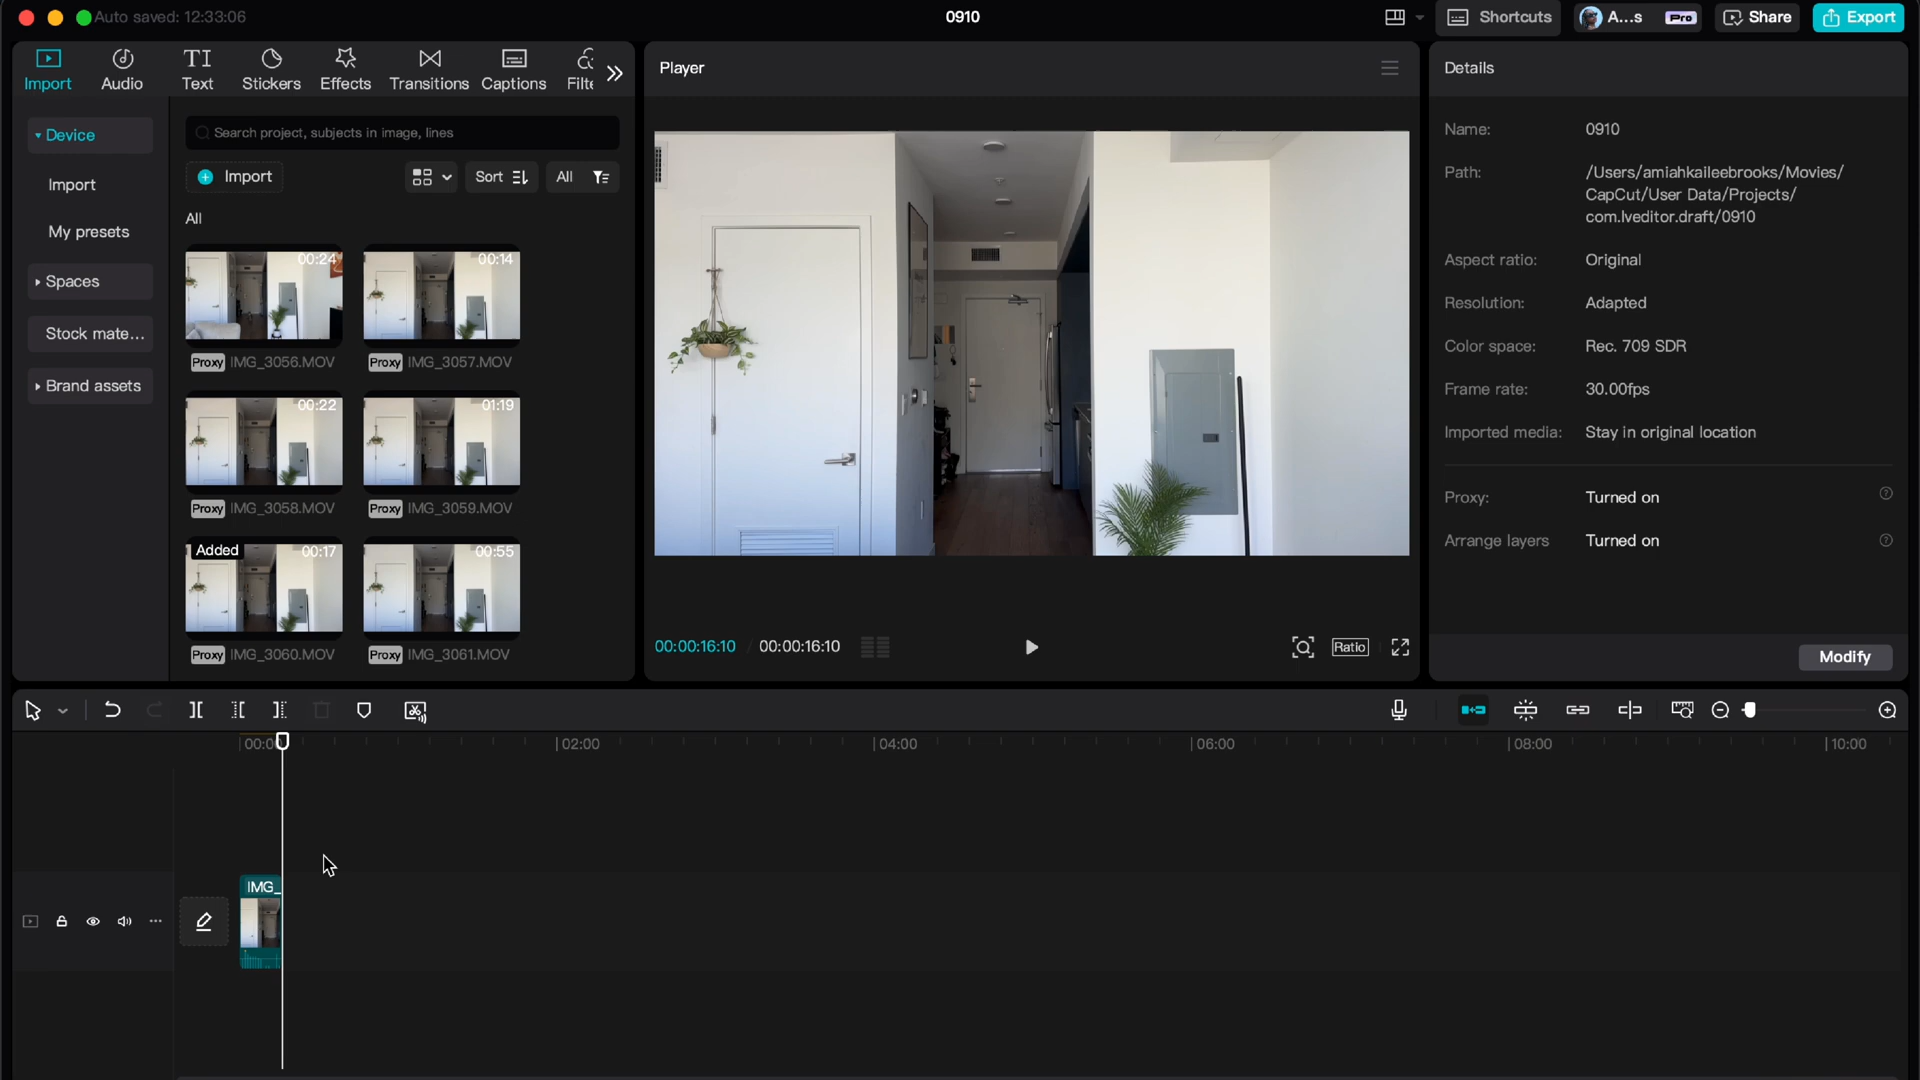 Auto saved: 12:33:06
0910
Shortcuts
A...s
Pro
Share
Export
Import
Audio
Text
Stickers
Effects
Transitions
Captions
Filte
Device
Import
My presets
Spaces
Stock mate...
Brand assets
Search project, subjects in image, lines
Import
Sort
All
All
00:24
Proxy IMG_3056.MOV
00:14
Proxy IMG_3057.MOV
00:22
Proxy IMG_3058.MOV
01:19
Proxy IMG_3059.MOV
Added 00:17
Proxy IMG_3060.MOV
00:55
Proxy IMG_3061.MOV
Player
00:00:16:10 / 00:00:16:10
Ratio
Details
Name: 0910
Path: /Users/amiahkaileebrooks/Movies/
CapCut/User Data/Projects/
com.lveditor.draft/0910
Aspect ratio: Original
Resolution: Adapted
Color space: Rec. 709 SDR
Frame rate: 30.00fps
Imported media: Stay in original location
Proxy: Turned on
Arrange layers Turned on
Modify
00:00
02:00
04:00
06:00
08:00
10:00
IMG_